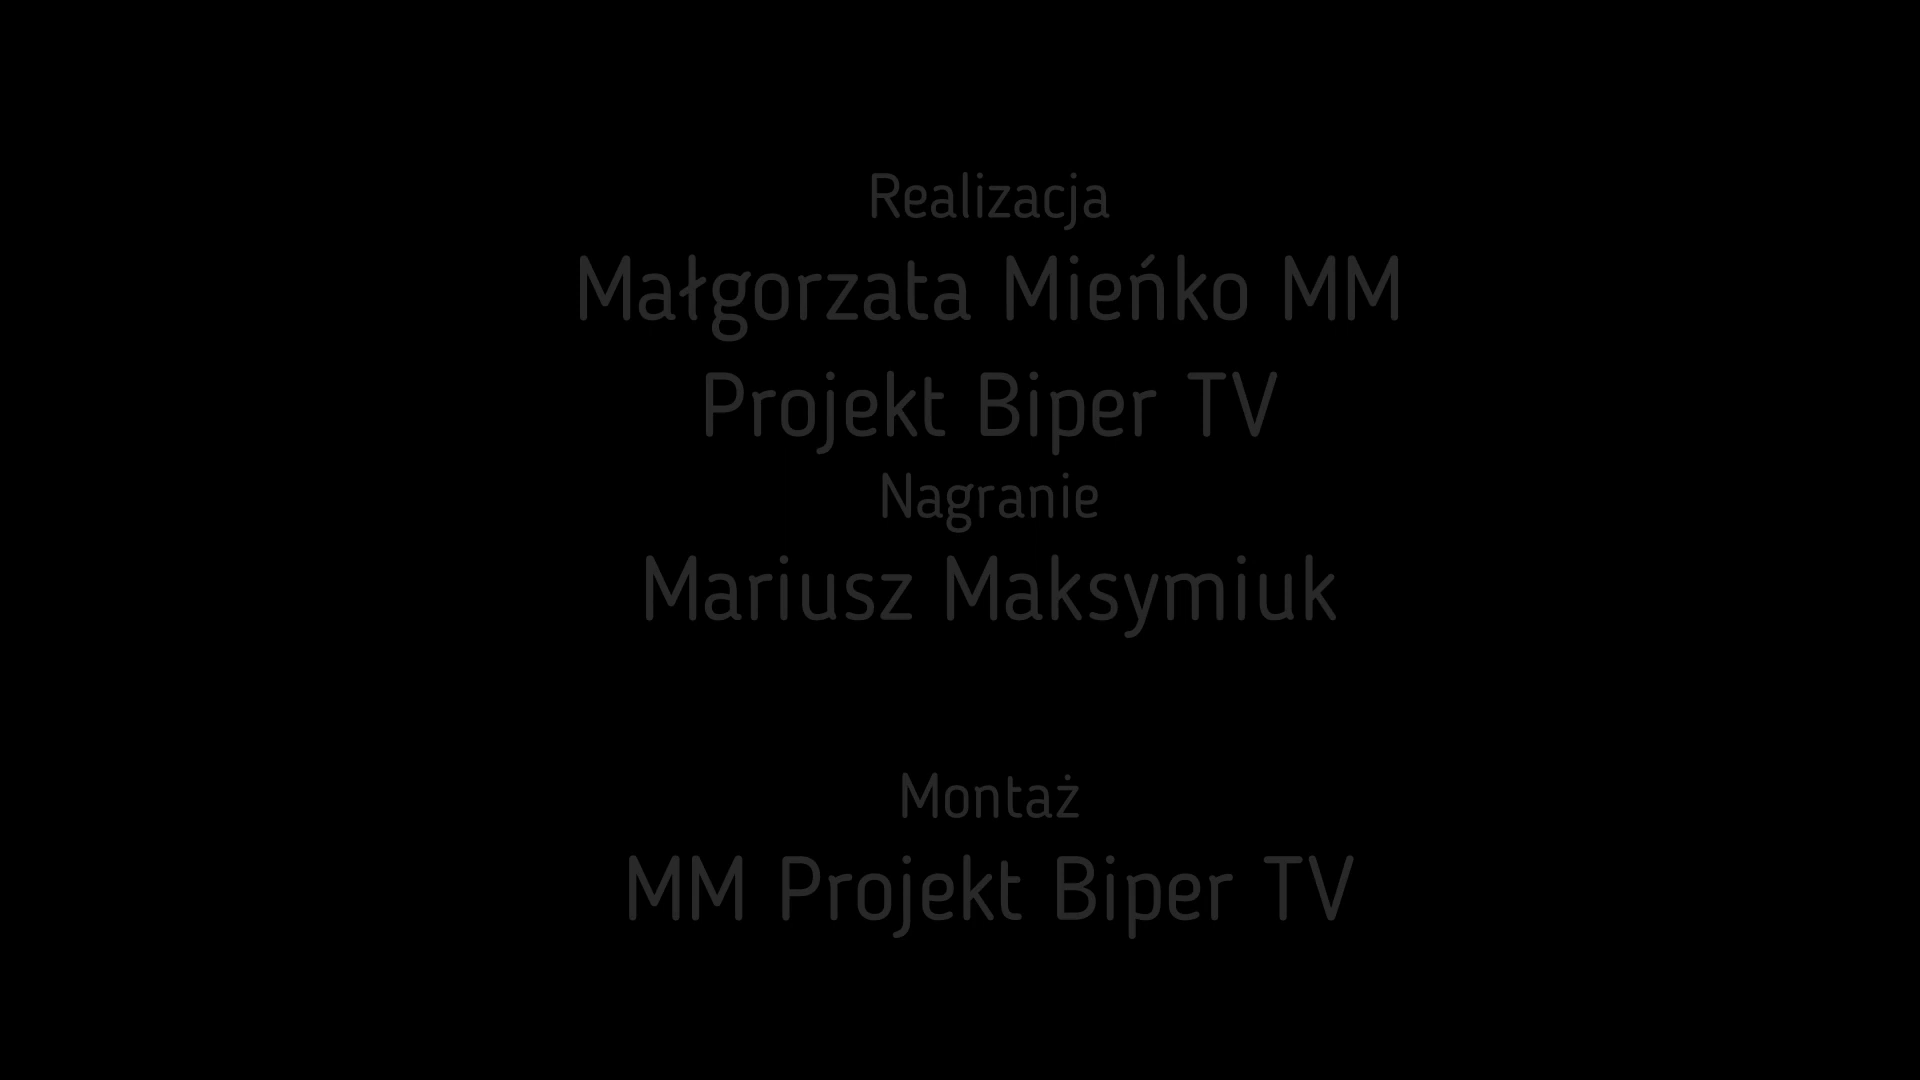 Realizacja
Małgorzata Mieńko MM
Projekt Biper TV
Nagranie
Mariusz Maksymiuk
Montaż
MM Projekt Biper TV